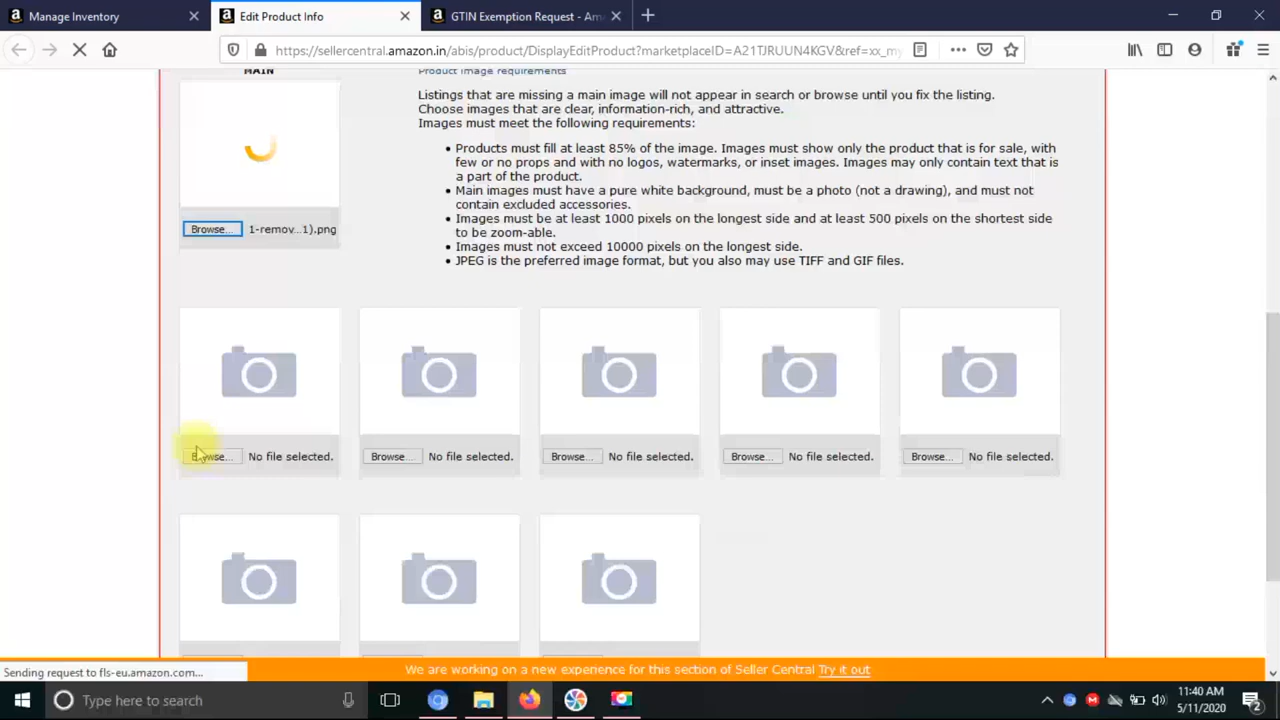 Manage Inventory
Edit Product Info
GTIN Exemption Request - Am
https://sellercentral.amazon.in/abis/product/DisplayEditProduct?marketplaceID=A21TJRUUN4KGV&ref=xx_my
MAIN
Product image requirements
Listings that are missing a main image will not appear in search or browse until you fix the listing.
Choose images that are clear, information-rich, and attractive.
Images must meet the following requirements:
• Products must fill at least 85% of the image. Images must show only the product that is for sale, with
few or no props and with no logos, watermarks, or inset images. Images may only contain text that is
a part of the product.
• Main images must have a pure white background, must be a photo (not a drawing), and must not
contain excluded accessories.
• Images must be at least 1000 pixels on the longest side and at least 500 pixels on the shortest side
to be zoom-able.
• Images must not exceed 10000 pixels on the longest side.
• JPEG is the preferred image format, but you also may use TIFF and GIF files.
Browse... 1-remov...1).png
Browse... No file selected.
Browse... No file selected.
Browse... No file selected.
Browse... No file selected.
Browse... No file selected.
We are working on a new experience for this section of Seller Central Try it out
Sending request to fls-eu.amazon.com...
Type here to search
11:40 AM
5/11/2020
2